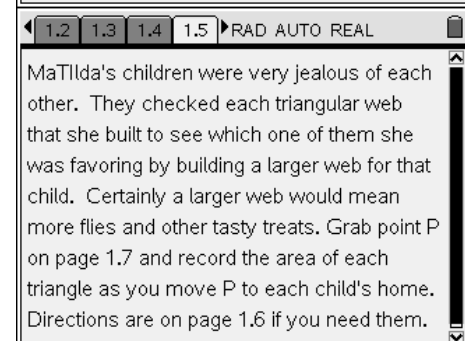 1.2 1.3 1.4 1.5 RAD AUTO REAL
MaTIlda's children were very jealous of each
other. They checked each triangular web
that she built to see which one of them she
was favoring by building a larger web for that
child. Certainly a larger web would mean
more flies and other tasty treats. Grab point P
on page 1.7 and record the area of each
triangle as you move P to each child's home.
Directions are on page 1.6 if you need them.